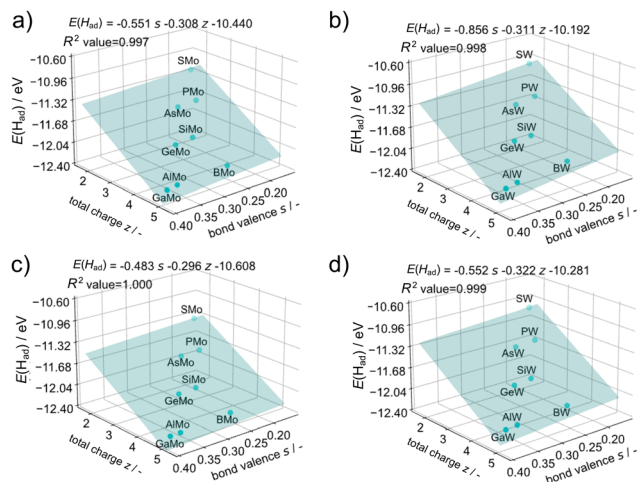 a)
E(H_ad) = -0.551 s -0.308 z -10.440
R² value=0.997
E(H_ad) / eV
−10.60
−10.96
−11.32
−11.68
−12.04
−12.40
SMo
PMo
AsMo
SiMo
GeMo
AlMo
BMo
GaMo
total charge z / -
2
3
4
5
bond valence s / -
0.40
0.35
0.30
0.25
0.20
b)
E(H_ad) = -0.856 s -0.311 z -10.192
R² value=0.998
E(H_ad) / eV
−10.60
−10.96
−11.32
−11.68
−12.04
−12.40
SW
PW
AsW
SiW
GeW
AlW
BW
GaW
total charge z / -
2
3
4
5
bond valence s / -
0.40
0.35
0.30
0.25
0.20
c)
E(H_ad) = -0.483 s -0.296 z -10.608
R² value=1.000
E(H_ad) / eV
−10.60
−10.96
−11.32
−11.68
−12.04
−12.40
SMo
PMo
AsMo
SiMo
GeMo
AlMo
BMo
GaMo
total charge z / -
2
3
4
5
bond valence s / -
0.40
0.35
0.30
0.25
0.20
d)
E(H_ad) = -0.552 s -0.322 z -10.281
R² value=0.999
E(H_ad) / eV
−10.60
−10.96
−11.32
−11.68
−12.04
−12.40
SW
PW
AsW
SiW
GeW
AlW
BW
GaW
total charge z / -
2
3
4
5
bond valence s / -
0.40
0.35
0.30
0.25
0.20